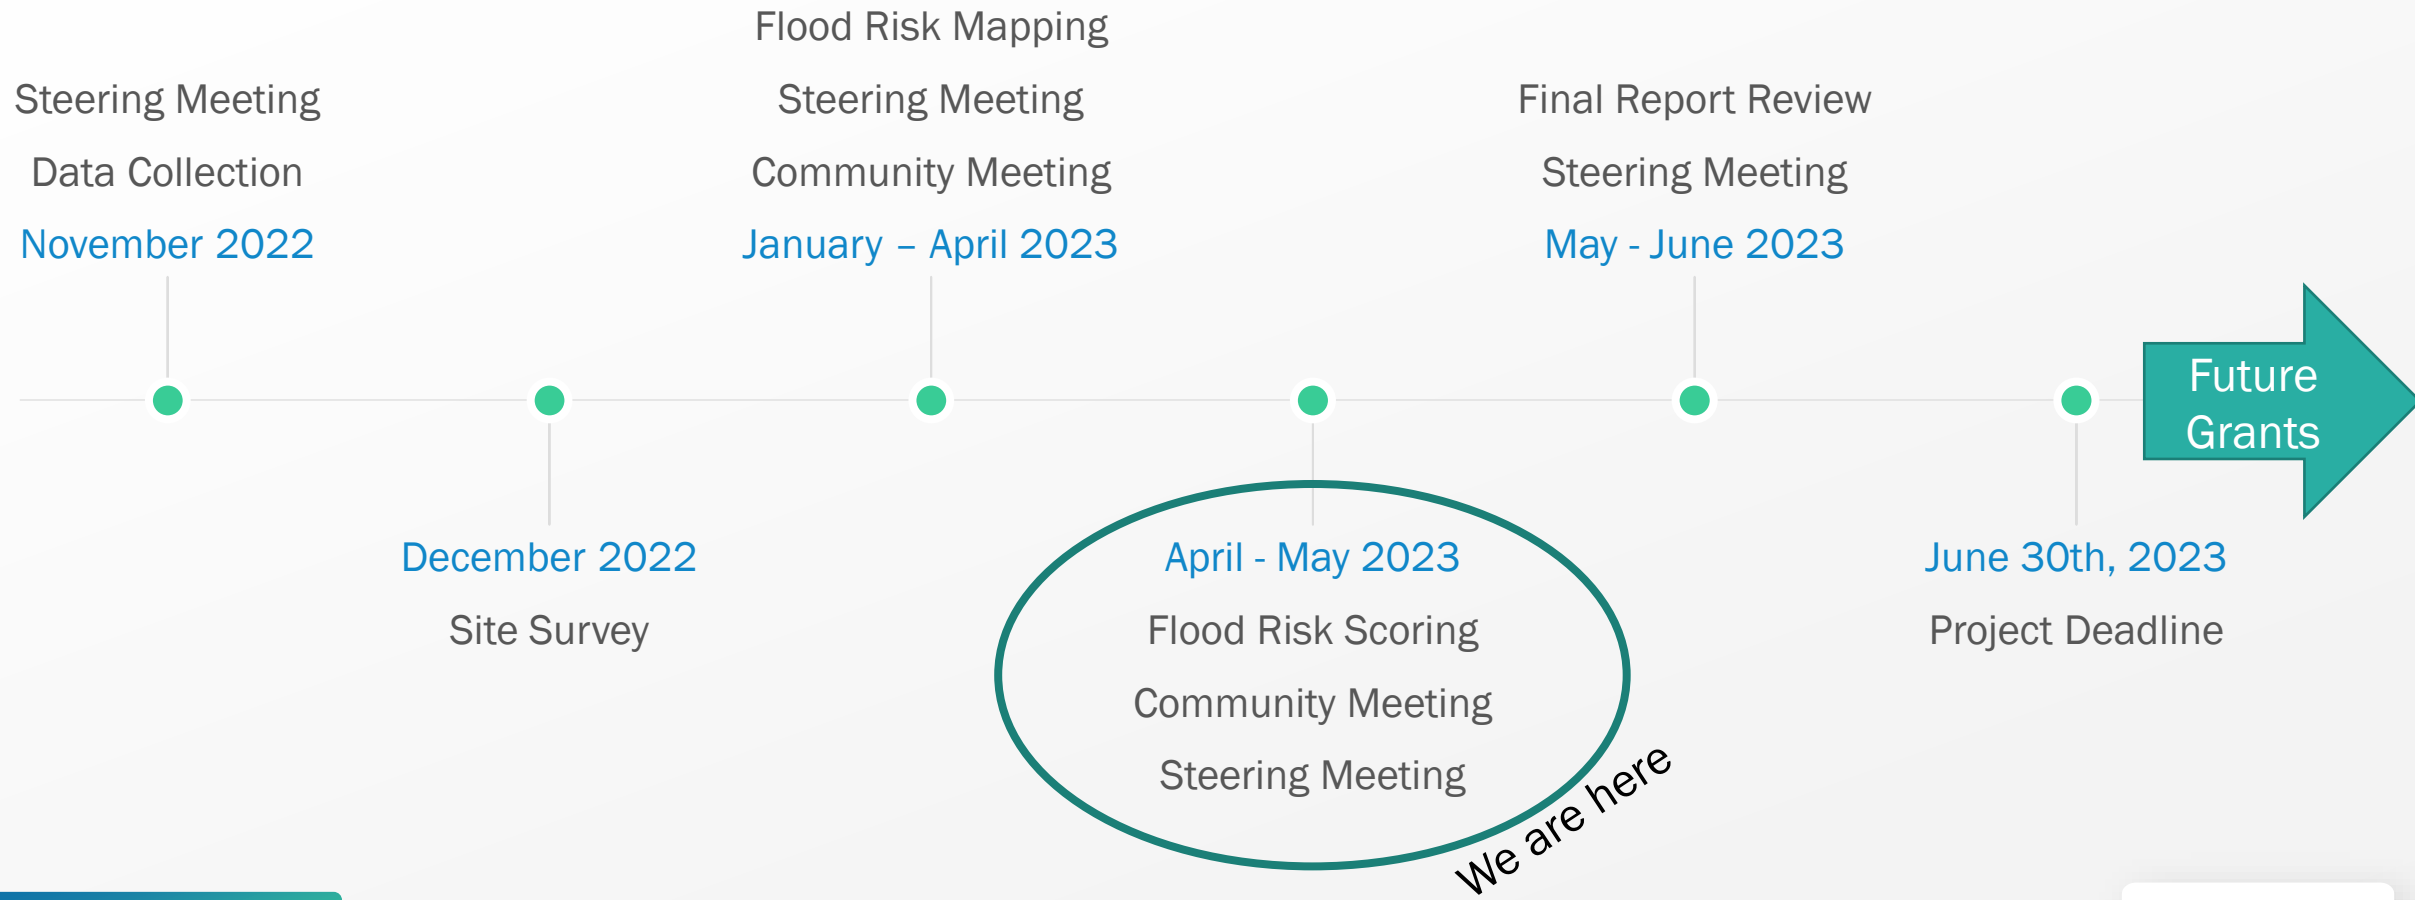 Steering Meeting
Data Collection
November 2022
December 2022
Site Survey
Flood Risk Mapping
Steering Meeting
Community Meeting
January – April 2023
April - May 2023
Flood Risk Scoring
Community Meeting
Steering Meeting
We are here
Final Report Review
Steering Meeting
May - June 2023
June 30th, 2023
Project Deadline
Future
Grants